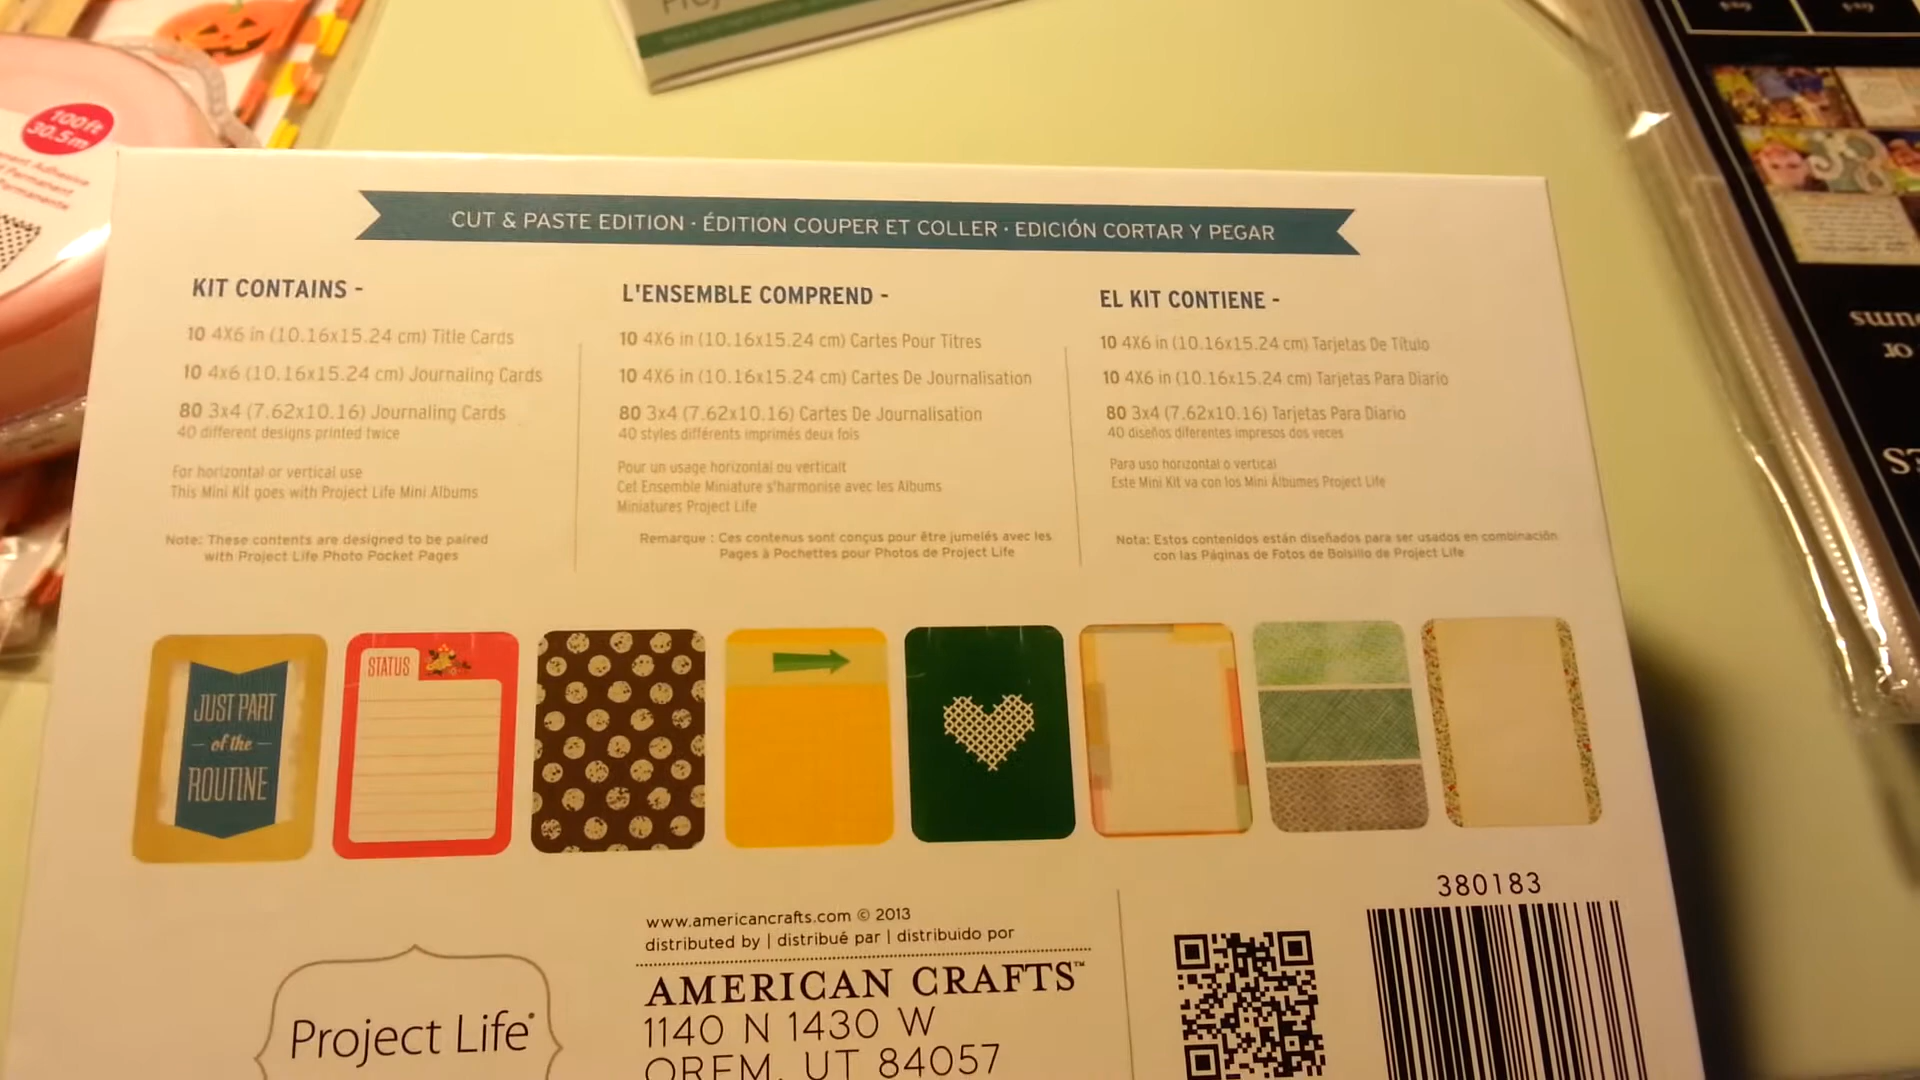 100ft
30.5m
CUT & PASTE EDITION · ÉDITION COUPER ET COLLER · EDICIÓN CORTAR Y PEGAR
KIT CONTAINS -
10 4X6 in (10.16x15.24 cm) Title Cards
10 4x6 (10.16x15.24 cm) Journaling Cards
80 3x4 (7.62x10.16) Journaling Cards
40 different designs printed twice
For horizontal or vertical use
This Mini Kit goes with Project Life Mini Albums
Note: These contents are designed to be paired
with Project Life Photo Pocket Pages
L'ENSEMBLE COMPREND -
10 4X6 in (10.16x15.24 cm) Cartes Pour Titres
10 4X6 in (10.16x15.24 cm) Cartes De Journalisation
80 3x4 (7.62x10.16) Cartes De Journalisation
40 styles différents imprimés deux fois
Pour un usage horizontal ou verticalt
Cet Ensemble Miniature s'harmonise avec les Albums
Miniatures Project Life
Remarque : Ces contenus sont conçus pour être jumelés avec les
Pages à Pochettes pour Photos de Project Life
EL KIT CONTIENE -
10 4X6 in (10.16x15.24 cm) Tarjetas De Título
10 4X6 in (10.16x15.24 cm) Tarjetas Para Diario
80 3x4 (7.62x10.16) Tarjetas Para Diario
40 diseños diferentes impresos dos veces
Para uso horizontal o vertical
Este Mini Kit va con los Mini Álbumes Project Life
Nota: Estos contenidos están diseñados para ser usados en combinación
con las Páginas de Fotos de Bolsillo de Project Life
JUST PART
of the
ROUTINE
STATUS
380183
www.americancrafts.com © 2013
distributed by | distribué par | distribuido por
AMERICAN CRAFTS™
1140 N 1430 W
OREM, UT 84057
Project Life